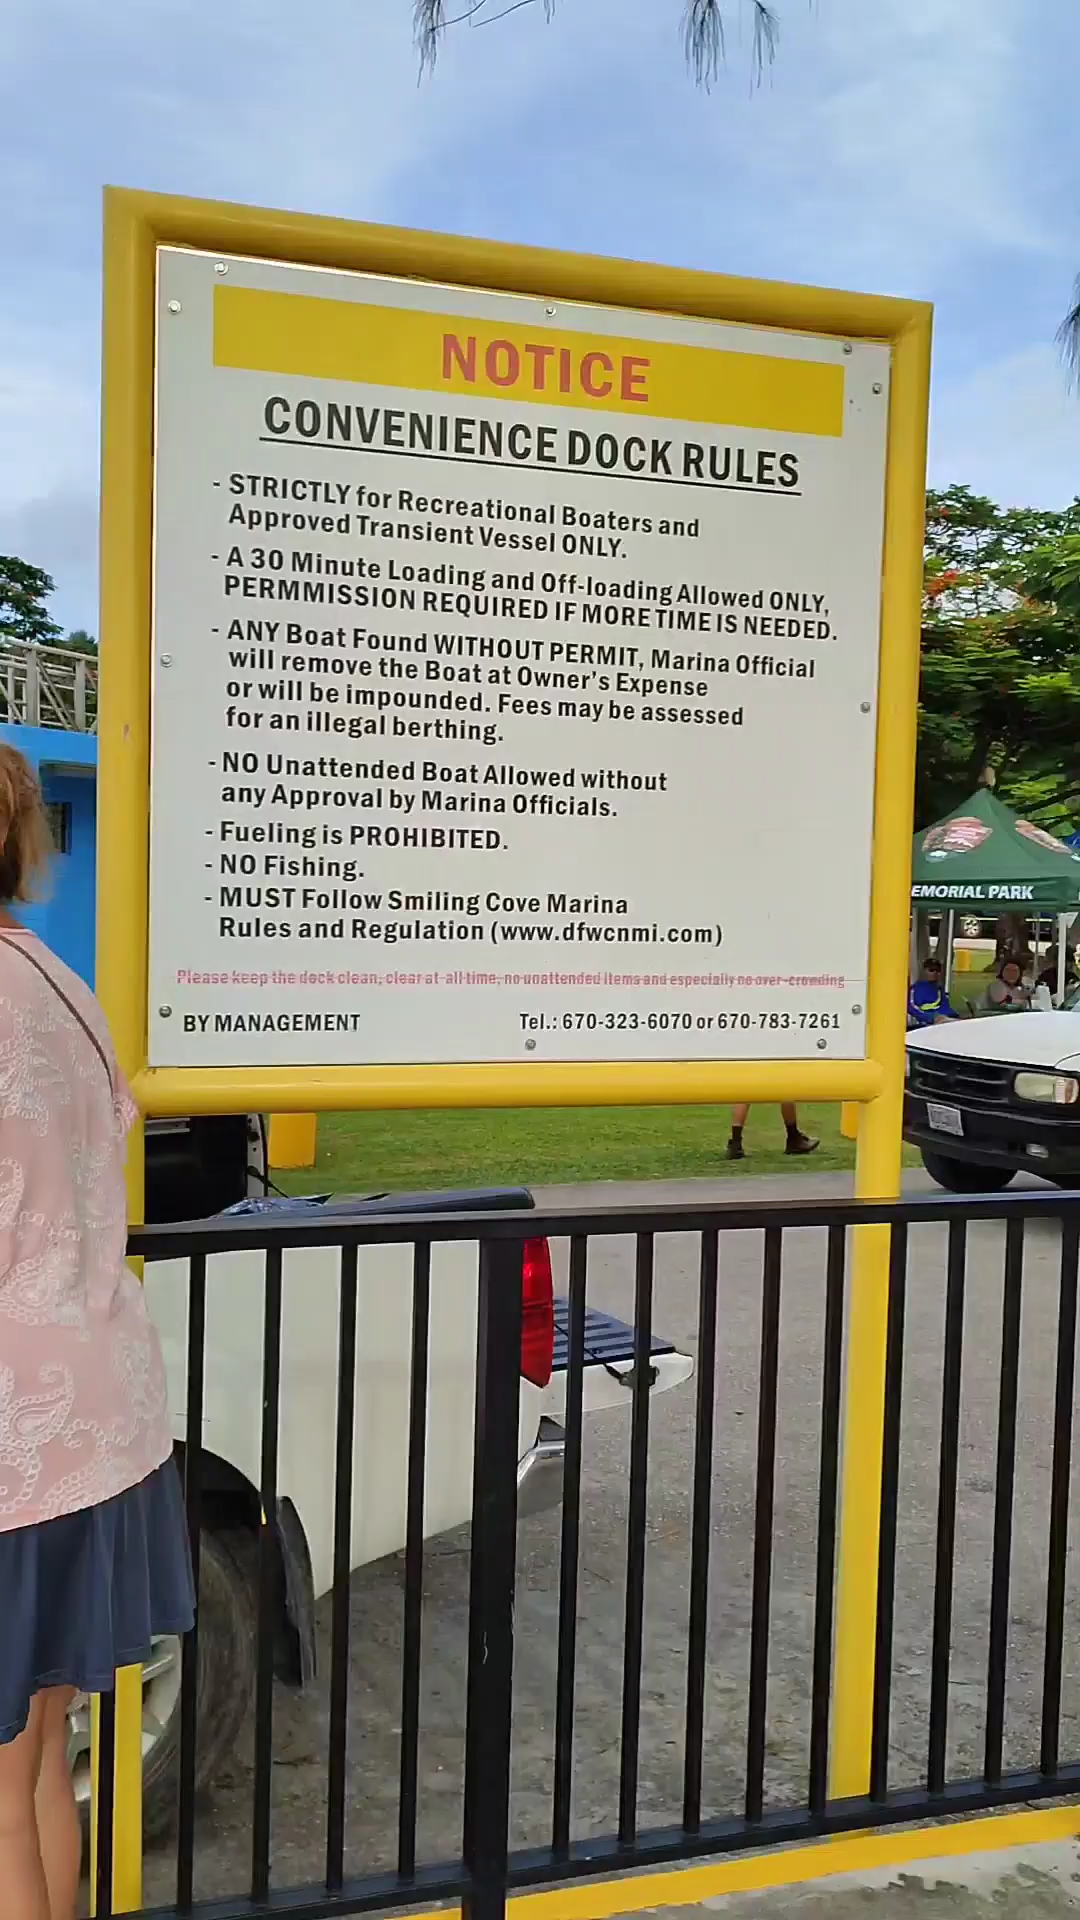 NOTICE
CONVENIENCE DOCK RULES
- STRICTLY for Recreational Boaters and
Approved Transient Vessel ONLY.
- A 30 Minute Loading and Off-loading Allowed ONLY,
PERMMISSION REQUIRED IF MORE TIME IS NEEDED.
- ANY Boat Found WITHOUT PERMIT, Marina Official
will remove the Boat at Owner's Expense
or will be impounded. Fees may be assessed
for an illegal berthing.
- NO Unattended Boat Allowed without
any Approval by Marina Officials.
- Fueling is PROHIBITED.
- NO Fishing.
- MUST Follow Smiling Cove Marina
Rules and Regulation (www.dfwcnmi.com)
Please keep the dock clean, clear at all time, no unattended items and especially no over-crowding
BY MANAGEMENT Tel.: 670-323-6070 or 670-783-7261
EMORIAL PARK